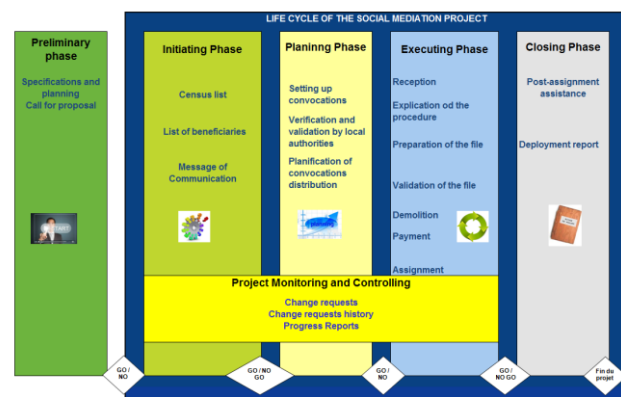 LIFE CYCLE OF THE SOCIAL MEDIATION PROJECT
Preliminary
phase
Specifications and
planning
Call for proposal
START
Initiating Phase
Census list
List of beneficiaries
Message of
Communication
Planinng Phase
Setting up
convocations
Verification and
validation by local
authorities
Planification of
convocations
distribution
Executing Phase
Reception
Explication od the
procedure
Preparation of the file
Validation of the file
Demolition
Payment
Assignment
Closing Phase
Post-assignment
assistance
Deployment report
Project Monitoring and Controlling
Change requests
Change requests history
Progress Reports
GO /
NO
GO / NO
GO
GO /
NO
GO /
NO GO
Fin du
projet